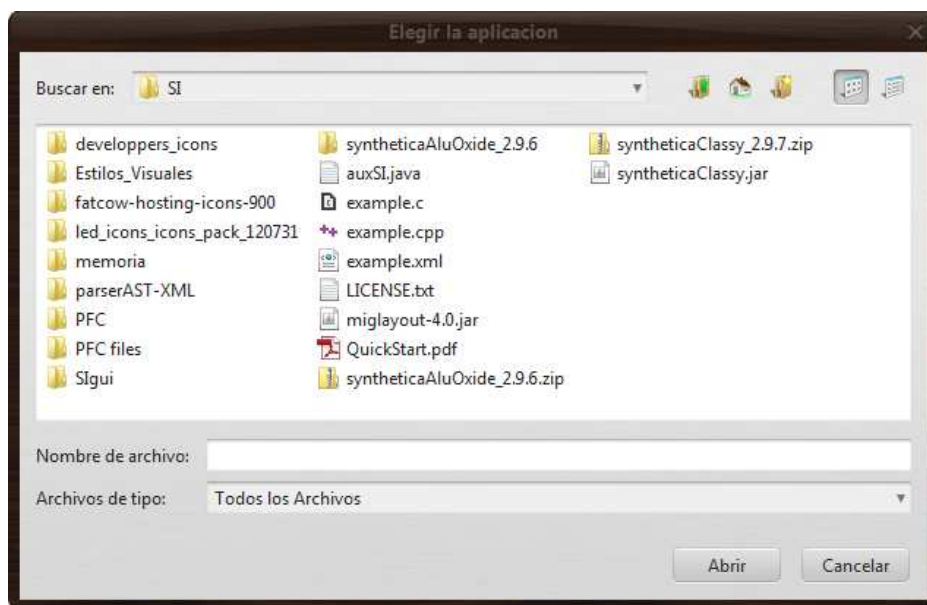 Elegir la aplicacion
Buscar en: SI
developpers_icons
Estilos_Visuales
fatcow-hosting-icons-900
led_icons_icons_pack_120731
memoria
parserAST-XML
PFC
PFC files
SIgui
syntheticaAluOxide_2.9.6
auxSI.java
example.c
example.cpp
example.xml
LICENSE.txt
miglayout-4.0.jar
QuickStart.pdf
syntheticaAluOxide_2.9.6.zip
syntheticaClassy_2.9.7.zip
syntheticaClassy.jar
Nombre de archivo:
Archivos de tipo: Todos los Archivos
Abrir Cancelar